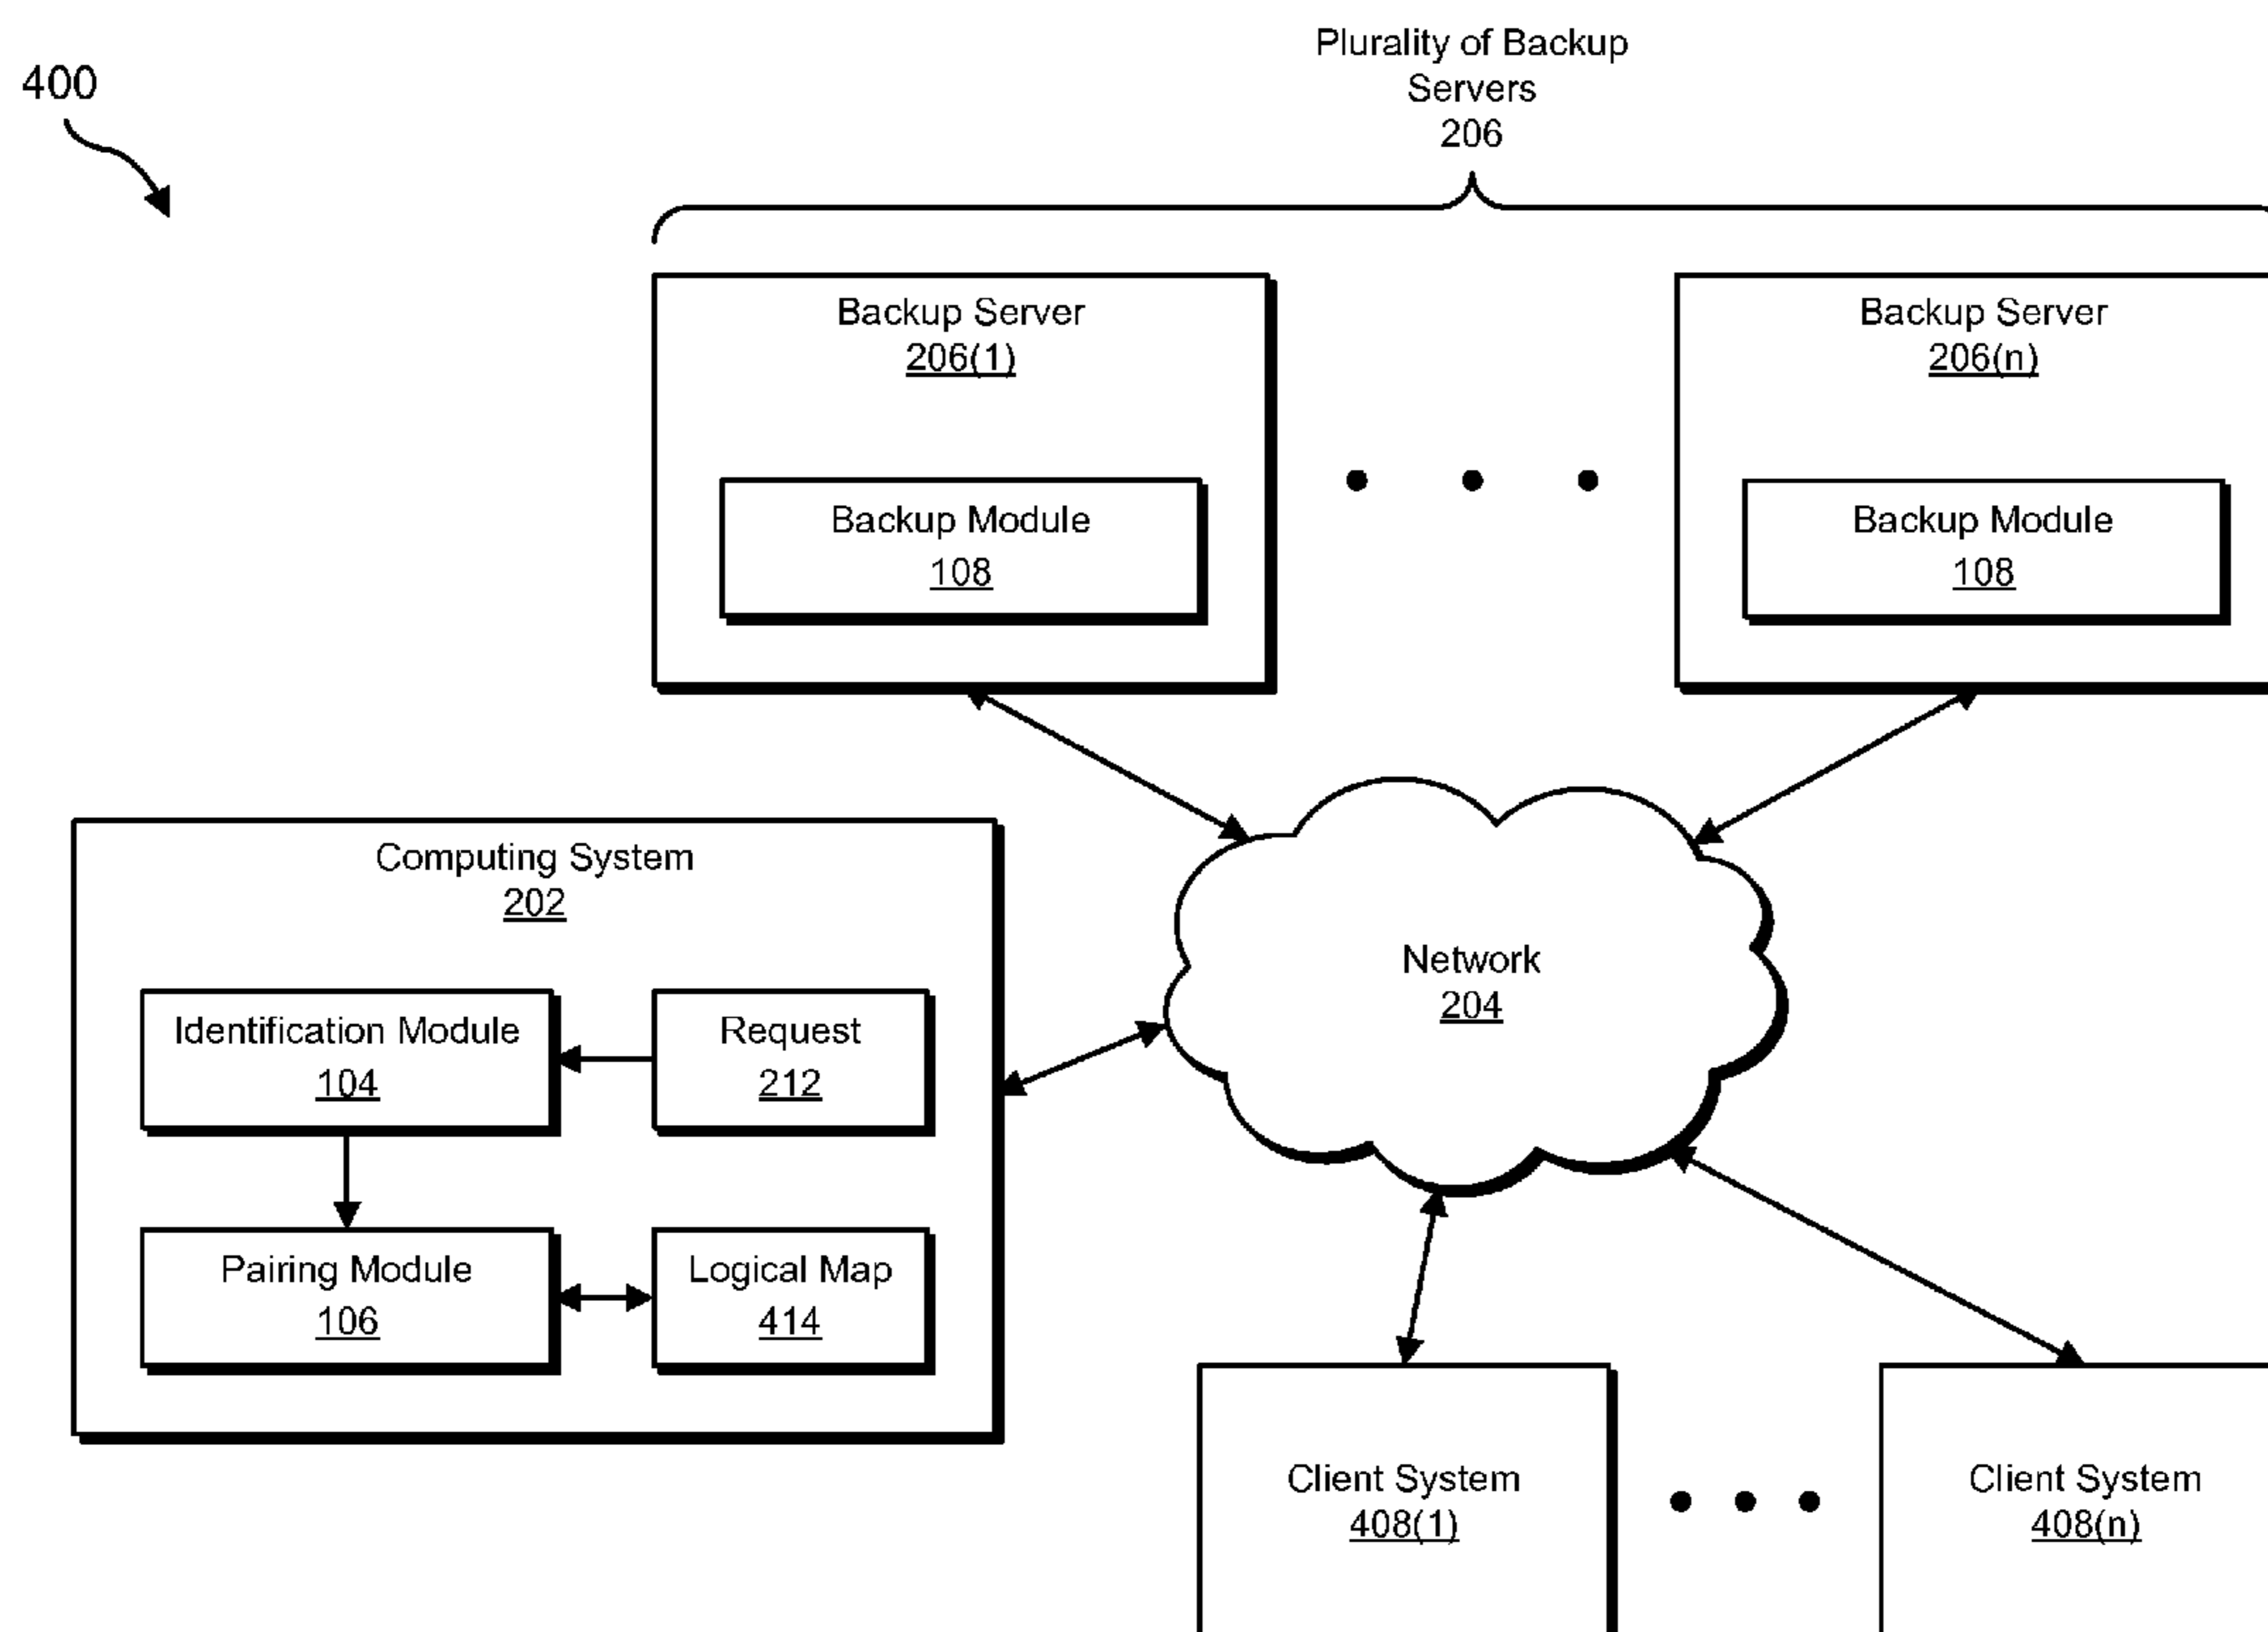 400
Plurality of Backup
Servers
206
Backup Server
206(1)
Backup Module
108
Backup Server
206(n)
Backup Module
108
Computing System
202
Identification Module
104
Request
212
Pairing Module
106
Logical Map
414
Network
204
Client System
408(1)
Client System
408(n)